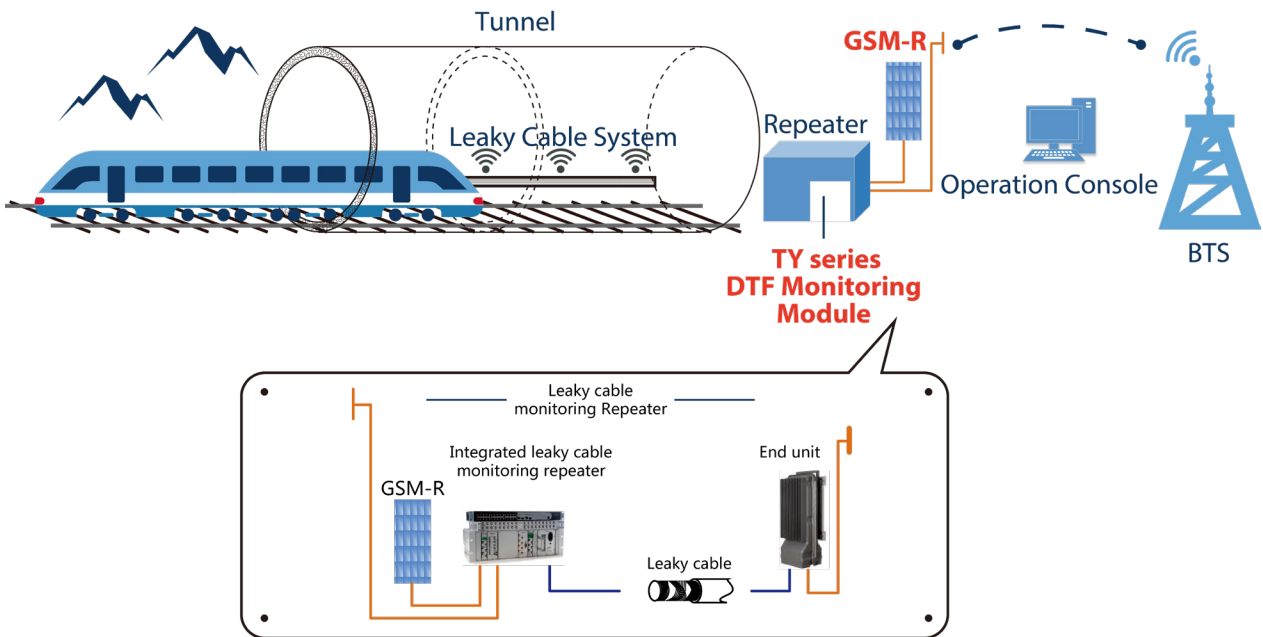 Tunnel
GSM-R
Leaky Cable System
Repeater
Operation Console
BTS
TY series
DTF Monitoring
Module
Leaky cable
monitoring Repeater
Integrated leaky cable
monitoring repeater
End unit
GSM-R
Leaky cable